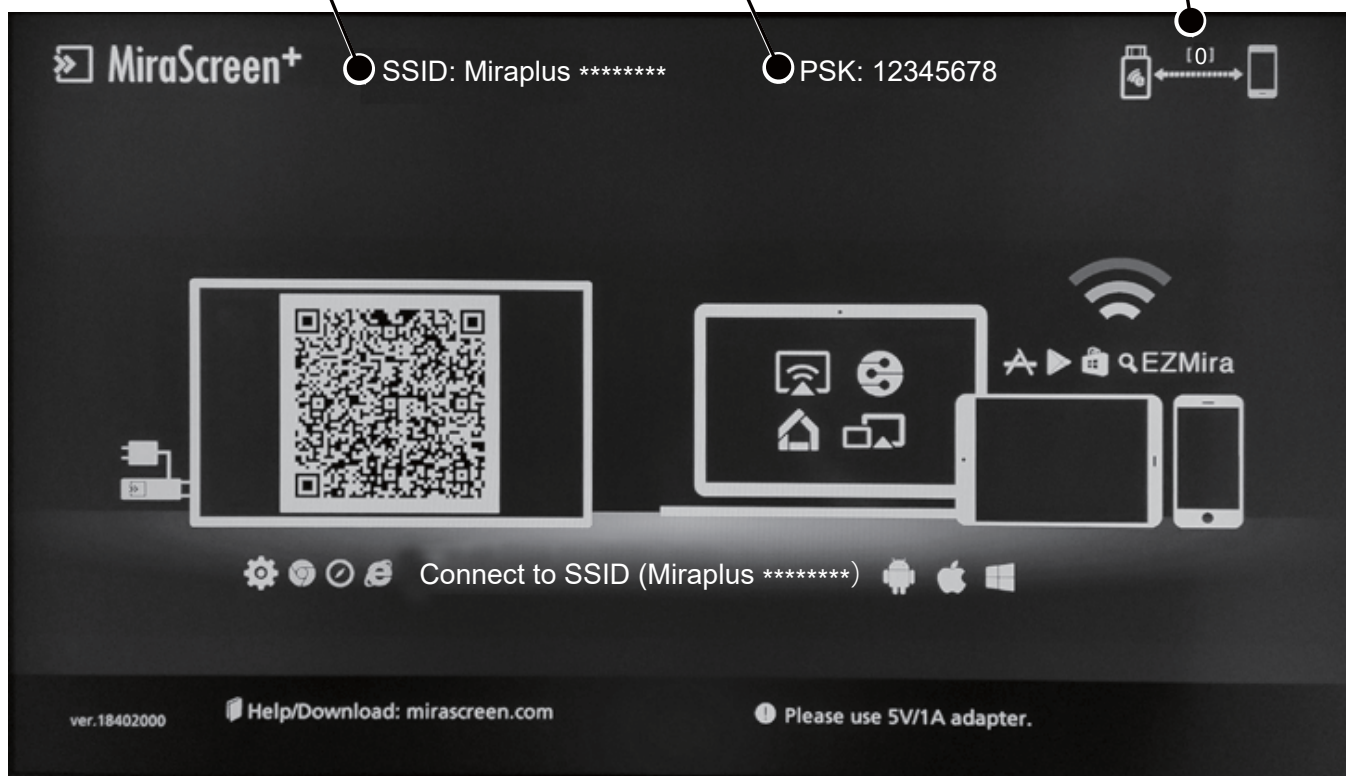 MiraScreen+
SSID: Miraplus ********
PSK: 12345678
[0]
EZMira
Connect to SSID (Miraplus ********)
ver.18402000
Help/Download: mirascreen.com
Please use 5V/1A adapter.